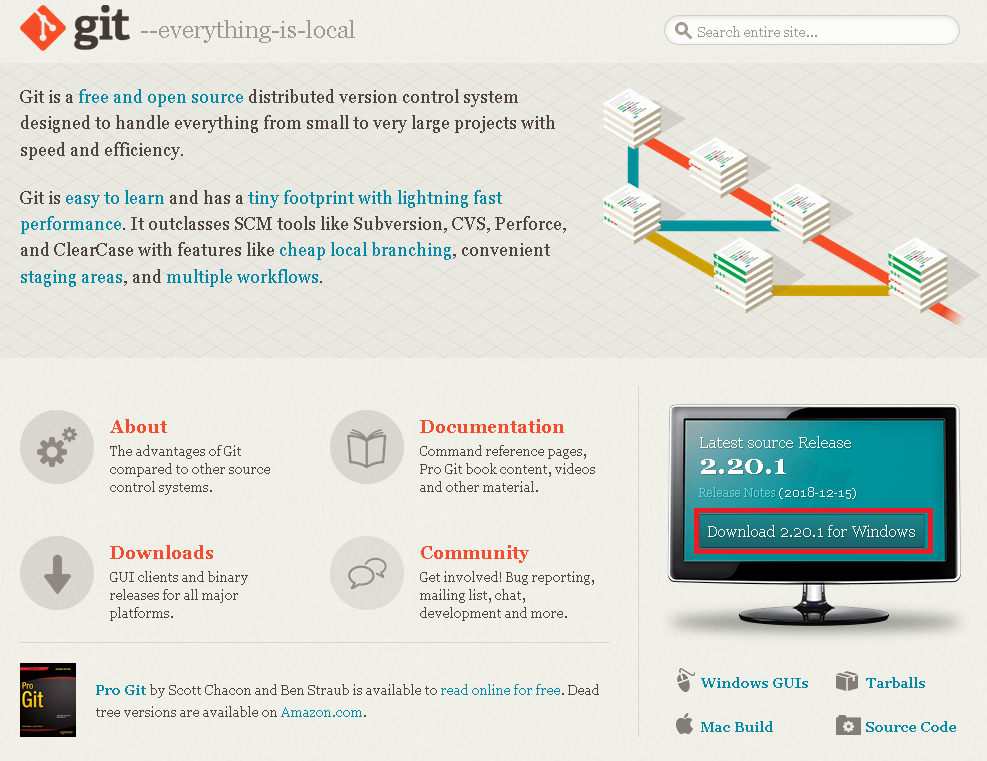 git --everything-is-local
Search entire site...
Git is a free and open source distributed version control system
designed to handle everything from small to very large projects with
speed and efficiency.
Git is easy to learn and has a tiny footprint with lightning fast
performance. It outclasses SCM tools like Subversion, CVS, Perforce,
and ClearCase with features like cheap local branching, convenient
staging areas, and multiple workflows.
About
The advantages of Git
compared to other source
control systems.
Documentation
Command reference pages,
Pro Git book content, videos
and other material.
Downloads
GUI clients and binary
releases for all major
platforms.
Community
Get involved! Bug reporting,
mailing list, chat,
development and more.
Latest source Release
2.20.1
Release Notes (2018-12-15)
Download 2.20.1 for Windows
Pro
Git
Pro Git by Scott Chacon and Ben Straub is available to read online for free. Dead
tree versions are available on Amazon.com.
Windows GUIs
Tarballs
Mac Build
Source Code